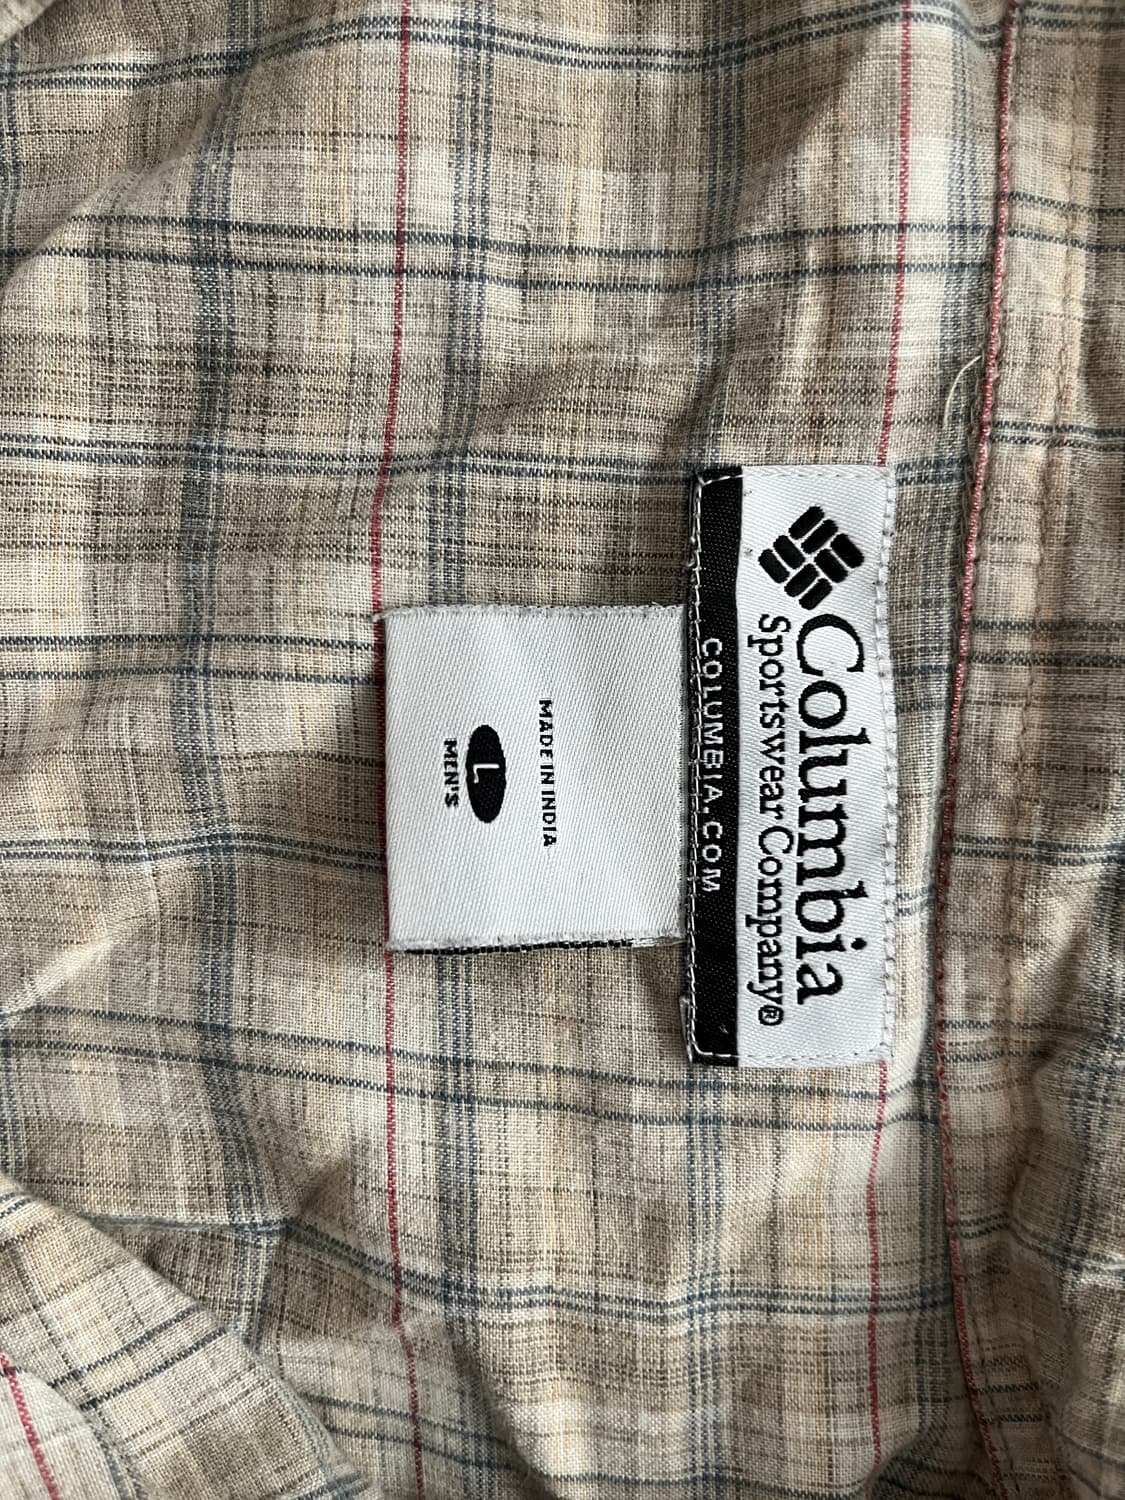 Columbia
Sportswear Company®
COLUMBIA.COM
MADE IN INDIA
L
MEN'S